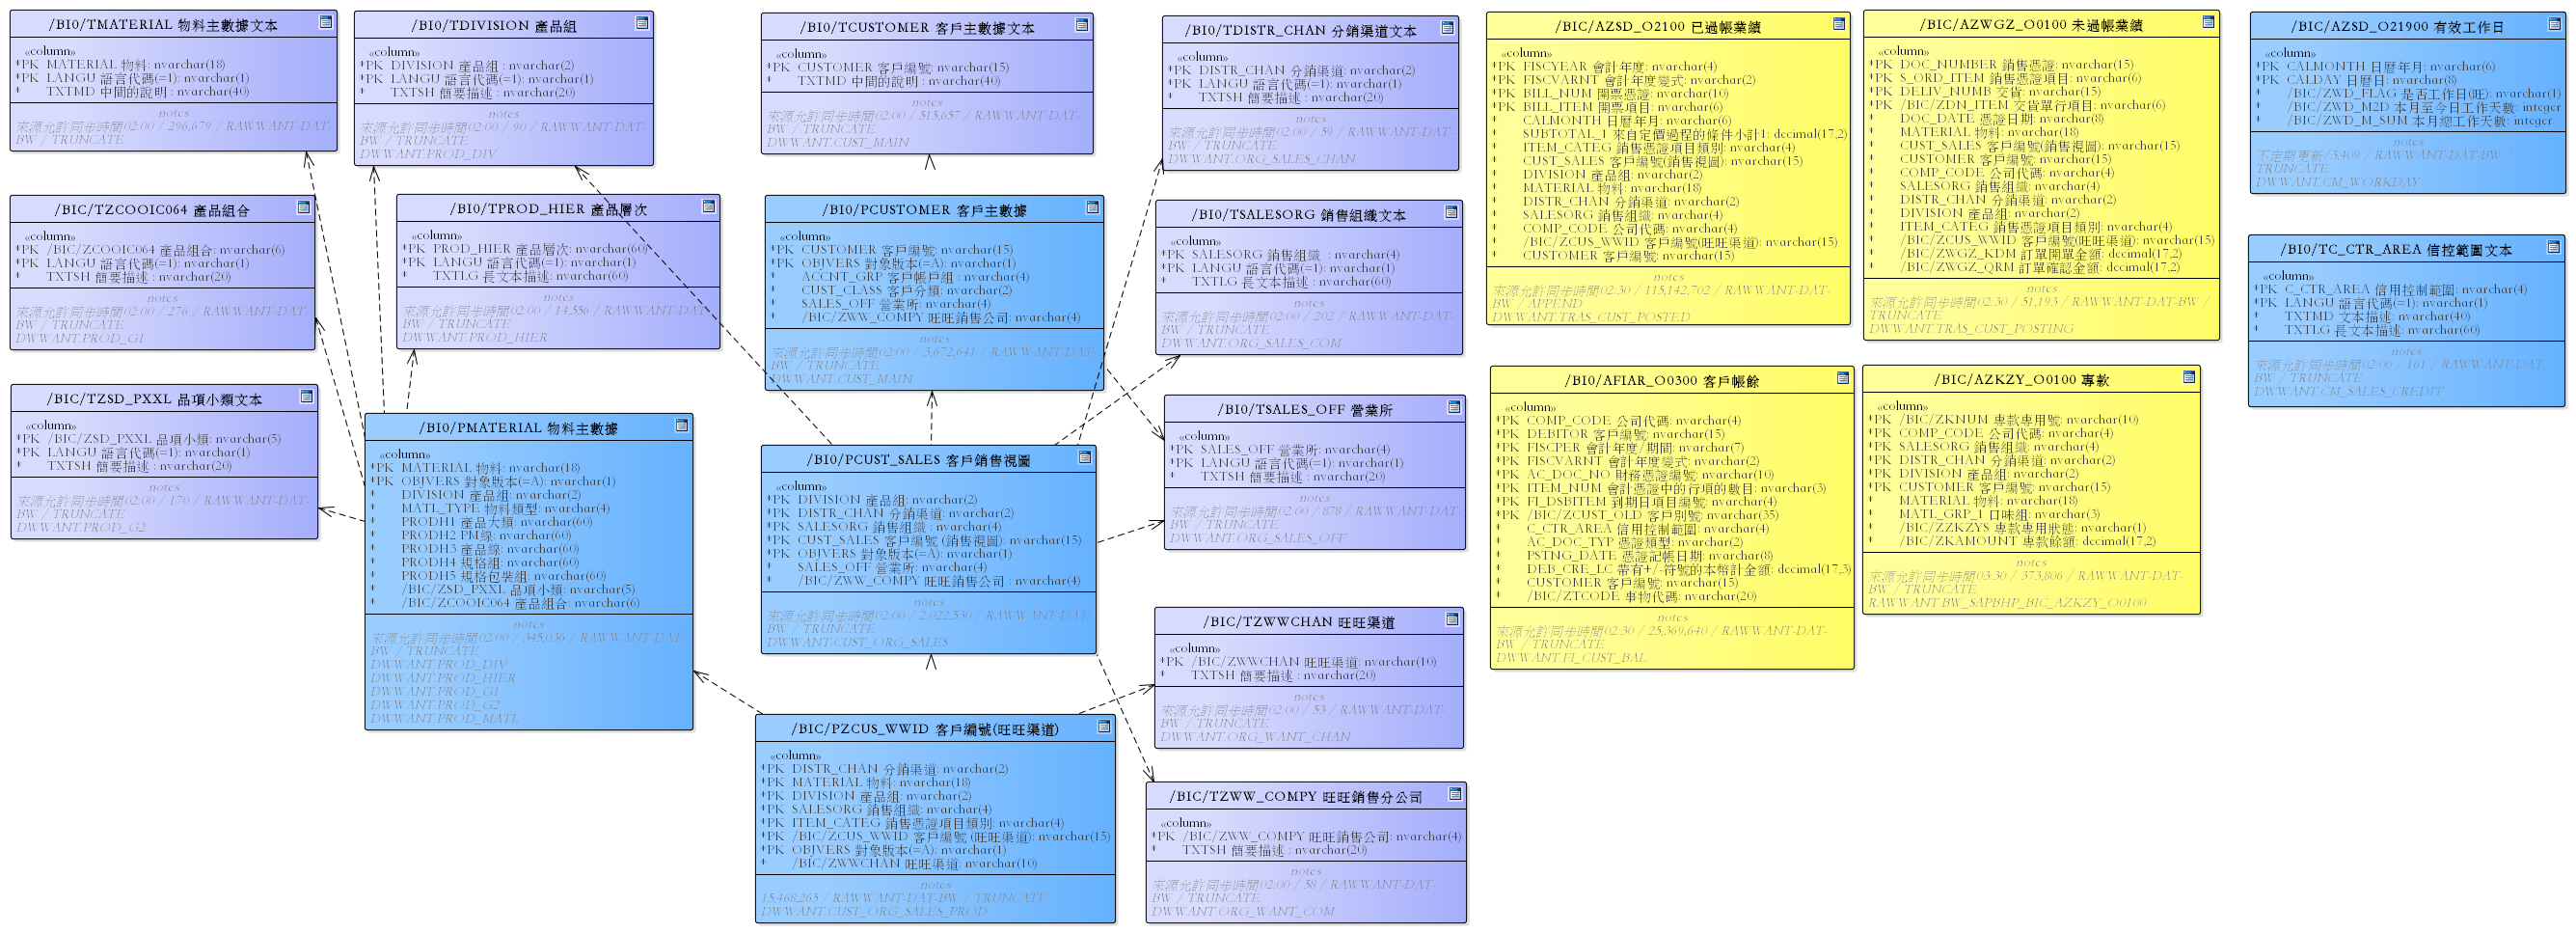 /BI0/TMATERIAL 物料主數據文本
«column»
*PK MATERIAL 物料: nvarchar(18)
*PK LANGU 語言代碼(=1): nvarchar(1)
* TXTMD 中間的說明 : nvarchar(40)
notes
來源允許同步時間02:00 / 296,679 / RAWWANT-DAT-
BW / TRUNCATE
/BI0/TDIVISION 產品組
«column»
*PK DIVISION 產品組 : nvarchar(2)
*PK LANGU 語言代碼(=1): nvarchar(1)
* TXTSH 簡要描述 : nvarchar(20)
notes
來源允許同步時間02:00 / 90 / RAWWANT-DAT-
BW / TRUNCATE
DWWANT.PROD_DIV
/BI0/TCUSTOMER 客戶主數據文本
«column»
*PK CUSTOMER 客戶編號: nvarchar(15)
* TXTMD 中間的說明 : nvarchar(40)
notes
來源允許同步時間02:00 / 515,657 / RAWWANT-DAT-
BW / TRUNCATE
DWWANT.CUST_MAIN
/BI0/TDISTR_CHAN 分銷渠道文本
«column»
*PK DISTR_CHAN 分銷渠道: nvarchar(2)
*PK LANGU 語言代碼(=1): nvarchar(1)
* TXTSH 簡要描述 : nvarchar(20)
notes
來源允許同步時間02:00 / 59 / RAWWANT-DAT-
BW / TRUNCATE
DWWANT.ORG_SALES_CHAN
/BIC/AZSD_O2100 已過帳業績
«column»
*PK FISCYEAR 會計年度: nvarchar(4)
*PK FISCVARNT 會計年度變式: nvarchar(2)
*PK BILL_NUM 開票憑證: nvarchar(10)
*PK BILL_ITEM 開票項目: nvarchar(6)
* CALMONTH 日曆年月: nvarchar(6)
* SUBTOTAL_1 來自定價過程的條件小計1: decimal(17,2)
* ITEM_CATEG 銷售憑證項目類別: nvarchar(4)
* CUST_SALES 客戶編號(銷售視圖): nvarchar(15)
* DIVISION 產品組: nvarchar(2)
* MATERIAL 物料: nvarchar(18)
* DISTR_CHAN 分銷渠道: nvarchar(2)
* SALESORG 銷售組織: nvarchar(4)
* COMP_CODE 公司代碼: nvarchar(4)
* /BIC/ZCUS_WWID 客戶編號(旺旺渠道): nvarchar(15)
* CUSTOMER 客戶編號: nvarchar(15)
notes
來源允許同步時間02:30 / 115,142,702 / RAWWANT-DAT-
BW / APPEND
DWWANT.TRAS_CUST_POSTED
/BIC/AZWGZ_O0100 未過帳業績
«column»
*PK DOC_NUMBER 銷售憑證: nvarchar(15)
*PK S_ORD_ITEM 銷售憑證項目: nvarchar(6)
*PK DELIV_NUMB 交貨: nvarchar(15)
*PK /BIC/ZDN_ITEM 交貨單行項目: nvarchar(6)
* DOC_DATE 憑證日期: nvarchar(8)
* MATERIAL 物料: nvarchar(18)
* CUST_SALES 客戶編號(銷售視圖): nvarchar(15)
* CUSTOMER 客戶編號: nvarchar(15)
* COMP_CODE 公司代碼: nvarchar(4)
* SALESORG 銷售組織: nvarchar(4)
* DISTR_CHAN 分銷渠道: nvarchar(2)
* DIVISION 產品組: nvarchar(2)
* ITEM_CATEG 銷售憑證項目類別: nvarchar(4)
* /BIC/ZCUS_WWID 客戶編號(旺旺渠道): nvarchar(15)
* /BIC/ZWGZ_KDM 訂單開單金額: decimal(17,2)
* /BIC/ZWGZ_QRM 訂單確認金額: decimal(17,2)
notes
來源允許同步時間02:30 / 51,193 / RAWWANT-DAT-BW /
TRUNCATE
DWWANT.TRAS_CUST_POSTING
/BIC/AZSD_O21900 有效工作日
«column»
*PK CALMONTH 日曆年月: nvarchar(6)
*PK CALDAY 日曆日: nvarchar(8)
* /BIC/ZWD_FLAG 是否工作日(旺): nvarchar(1)
* /BIC/ZWD_M2D 本月至今日工作天數: integer
* /BIC/ZWD_M_SUM 本月總工作天數: integer
notes
不定期更新/3,409 / RAWWANT-DAT-BW /
TRUNCATE
DWWANT.CM_WORKDAY
/BIC/TZCOOIC064 產品組合
«column»
*PK /BIC/ZCOOIC064 產品組合: nvarchar(6)
*PK LANGU 語言代碼(=1): nvarchar(1)
* TXTSH 簡要描述 : nvarchar(20)
notes
來源允許同步時間02:00 / 276 / RAWWANT-DAT-
BW / TRUNCATE
DWWANT.PROD_G1
/BI0/TPROD_HIER 產品層次
«column»
*PK PROD_HIER 產品層次: nvarchar(60)
*PK LANGU 語言代碼(=1): nvarchar(1)
* TXTLG 長文本描述: nvarchar(60)
notes
來源允許同步時間02:00 / 14,556 / RAWWANT-DAT-
BW / TRUNCATE
DWWANT.PROD_HIER
/BI0/PCUSTOMER 客戶主數據
«column»
*PK CUSTOMER 客戶編號: nvarchar(15)
*PK OBJVERS 對象版本(=A): nvarchar(1)
* ACCNT_GRP 客戶帳戶組 : nvarchar(4)
* CUST_CLASS 客戶分類: nvarchar(2)
* SALES_OFF 營業所: nvarchar(4)
* /BIC/ZWW_COMPY 旺旺銷售公司: nvarchar(4)
notes
來源允許同步時間02:00 / 3,672,641 / RAWWANT-DAT-
BW / TRUNCATE
DWWANT.CUST_MAIN
/BI0/TSALESORG 銷售組織文本
«column»
*PK SALESORG 銷售組織 : nvarchar(4)
*PK LANGU 語言代碼(=1): nvarchar(1)
* TXTLG 長文本描述 : nvarchar(60)
notes
來源允許同步時間02:00 / 202 / RAWWANT-DAT-
BW / TRUNCATE
DWWANT.ORG_SALES_COM
/BI0/TC_CTR_AREA 信控範圍文本
«column»
*PK C_CTR_AREA 信用控制範圍: nvarchar(4)
*PK LANGU 語言代碼(=1): nvarchar(1)
* TXTMD 文本描述: nvarchar(40)
* TXTLG 長文本描述: nvarchar(60)
notes
來源允許同步時間02:00 / 161 / RAWWANT-DAT-
BW / TRUNCATE
DWWANT.CM_SALES_CREDIT
/BIC/TZSD_PXXL 品項小類文本
«column»
*PK /BIC/ZSD_PXXL 品項小類: nvarchar(5)
*PK LANGU 語言代碼(=1): nvarchar(1)
* TXTSH 簡要描述 : nvarchar(20)
notes
來源允許同步時間02:00 / 170 / RAWWANT-DAT-
BW / TRUNCATE
DWWANT.PROD_G2
/BI0/PMATERIAL 物料主數據
«column»
*PK MATERIAL 物料: nvarchar(18)
*PK OBJVERS 對象版本(=A): nvarchar(1)
* DIVISION 產品組: nvarchar(2)
* MATL_TYPE 物料類型: nvarchar(4)
* PRODH1 產品大類: nvarchar(60)
* PRODH2 PM線: nvarchar(60)
* PRODH3 產品線: nvarchar(60)
* PRODH4 規格組: nvarchar(60)
* PRODH5 規格包裝組: nvarchar(60)
* /BIC/ZSD_PXXL 品項小類: nvarchar(5)
* /BIC/ZCOOIC064 產品組合: nvarchar(6)
notes
來源允許同步時間02:00 / 345,036 / RAWWANT-DAT-
BW / TRUNCATE
DWWANT.PROD_DIV
DWWANT.PROD_HIER
DWWANT.PROD_G1
DWWANT.PROD_G2
DWWANT.PROD_MATL
/BI0/PCUST_SALES 客戶銷售視圖
«column»
*PK DIVISION 產品組: nvarchar(2)
*PK DISTR_CHAN 分銷渠道: nvarchar(2)
*PK SALESORG 銷售組織 : nvarchar(4)
*PK CUST_SALES 客戶編號 (銷售視圖): nvarchar(15)
*PK OBJVERS 對象版本(=A): nvarchar(1)
* SALES_OFF 營業所: nvarchar(4)
* /BIC/ZWW_COMPY 旺旺銷售公司 : nvarchar(4)
notes
來源允許同步時間02:00 / 2,022,530 / RAWWANT-DAT-
BW / TRUNCATE
DWWANT.CUST_ORG_SALES
/BI0/TSALES_OFF 營業所
«column»
*PK SALES_OFF 營業所: nvarchar(4)
*PK LANGU 語言代碼(=1): nvarchar(1)
* TXTSH 簡要描述 : nvarchar(20)
notes
來源允許同步時間02:00 / 878 / RAWWANT-DAT-
BW / TRUNCATE
DWWANT.ORG_SALES_OFF
/BI0/AFIAR_O0300 客戶帳餘
«column»
*PK COMP_CODE 公司代碼: nvarchar(4)
*PK DEBITOR 客戶編號: nvarchar(15)
*PK FISCPER 會計年度/期間: nvarchar(7)
*PK FISCVARNT 會計年度變式: nvarchar(2)
*PK AC_DOC_NO 財務憑證編號: nvarchar(10)
*PK ITEM_NUM 會計憑證中的行項的數目: nvarchar(3)
*PK FI_DSBITEM 到期日項目編號: nvarchar(4)
*PK /BIC/ZCUST_OLD 客戶別號: nvarchar(35)
* C_CTR_AREA 信用控制範圍: nvarchar(4)
* AC_DOC_TYP 憑證類型: nvarchar(2)
* PSTNG_DATE 憑證記帳日期: nvarchar(8)
* DEB_CRE_LC 帶有+/-符號的本幣計金額: decimal(17,3)
* CUSTOMER 客戶編號: nvarchar(15)
* /BIC/ZTCODE 事物代碼: nvarchar(20)
notes
來源允許同步時間02:30 / 25,369,640 / RAWWANT-DAT-
BW / TRUNCATE
DWWANT.FI_CUST_BAL
/BIC/AZKZY_O0100 專款
«column»
*PK /BIC/ZKNUM 專款專用號: nvarchar(10)
*PK COMP_CODE 公司代碼: nvarchar(4)
*PK SALESORG 銷售組織: nvarchar(4)
*PK DISTR_CHAN 分銷渠道: nvarchar(2)
*PK DIVISION 產品組: nvarchar(2)
*PK CUSTOMER 客戶編號: nvarchar(15)
* MATERIAL 物料: nvarchar(18)
* MATL_GRP_1 口味組: nvarchar(3)
* /BIC/ZZKZYS 專款專用狀態: nvarchar(1)
* /BIC/ZKAMOUNT 專款餘額: decimal(17,2)
notes
來源允許同步時間03:30 / 373,806 / RAWWANT-DAT-
BW / TRUNCATE
RAWWANT.BW_SAPBHP_BIC_AZKZY_O0100
/BIC/TZWWCHAN 旺旺渠道
«column»
*PK /BIC/ZWWCHAN 旺旺渠道: nvarchar(10)
* TXTSH 簡要描述 : nvarchar(20)
notes
來源允許同步時間02:00 / 53 / RAWWANT-DAT-
BW / TRUNCATE
DWWANT.ORG_WANT_CHAN
/BIC/PZCUS_WWID 客戶編號(旺旺渠道)
«column»
*PK DISTR_CHAN 分銷渠道: nvarchar(2)
*PK MATERIAL 物料: nvarchar(18)
*PK DIVISION 產品組: nvarchar(2)
*PK SALESORG 銷售組織: nvarchar(4)
*PK ITEM_CATEG 銷售憑證項目類別: nvarchar(4)
*PK /BIC/ZCUS_WWID 客戶編號 (旺旺渠道): nvarchar(15)
*PK OBJVERS 對象版本(=A): nvarchar(1)
* /BIC/ZWWCHAN 旺旺渠道: nvarchar(10)
notes
15,468,265 / RAWWANT-DAT-BW / TRUNCATE
DWWANT.CUST_ORG_SALES_PROD
/BIC/TZWW_COMPY 旺旺銷售分公司
«column»
*PK /BIC/ZWW_COMPY 旺旺銷售公司: nvarchar(4)
* TXTSH 簡要描述 : nvarchar(20)
notes
來源允許同步時間02:00 / 58 / RAWWANT-DAT-
BW / TRUNCATE
DWWANT.ORG_WANT_COM